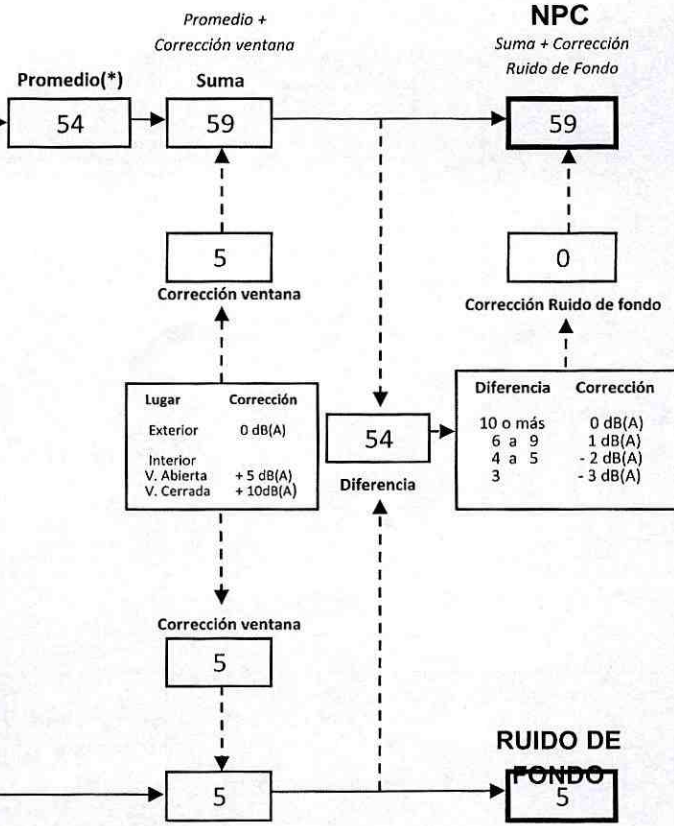 Promedio +
Corrección ventana
NPC
Suma + Corrección
Ruido de Fondo
Promedio(*)
Suma
54
59
59
5
0
Corrección ventana
Corrección Ruido de fondo
Lugar Corrección
Exterior 0 dB(A)
Interior
V. Abierta + 5 dB(A)
V. Cerrada + 10dB(A)
54
Diferencia
Diferencia Corrección
10 o más 0 dB(A)
6 a 9 1 dB(A)
4 a 5 - 2 dB(A)
3 - 3 dB(A)
Corrección ventana
5
RUIDO DE
FONDO
5
5